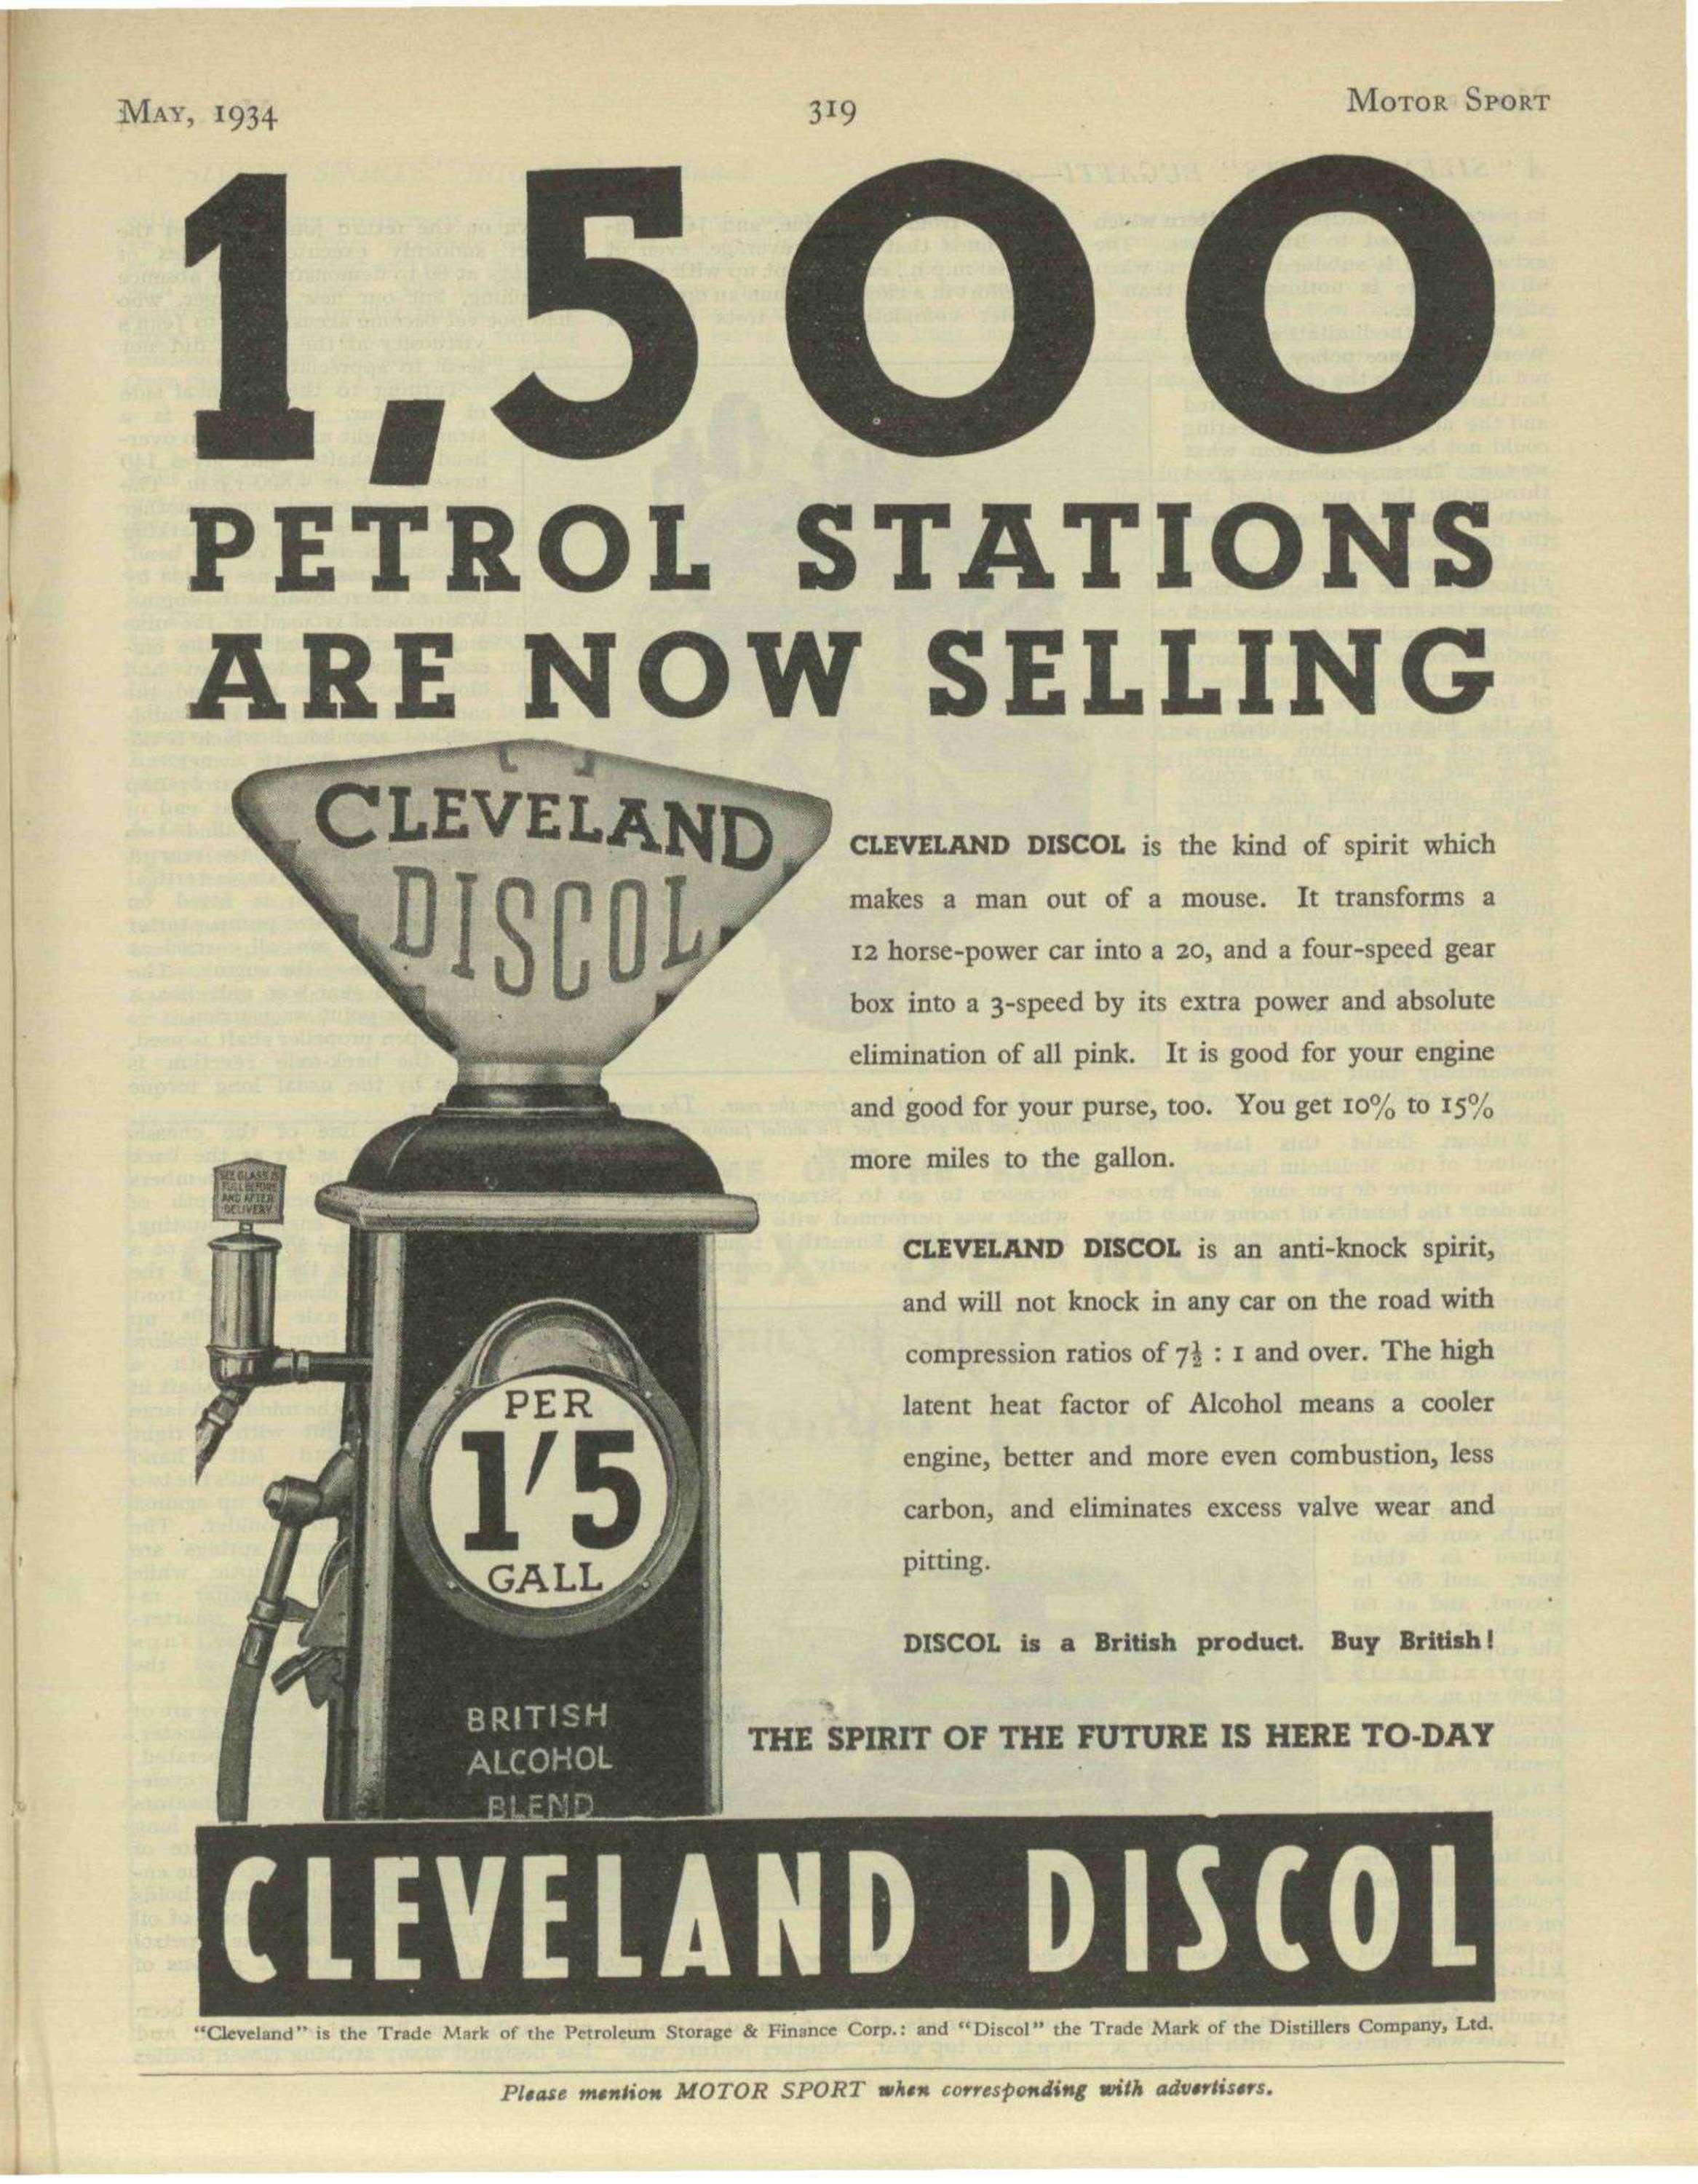 MAY, 1934
319
MOTOR SPORT
1,500
PETROL STATIONS
ARE NOW SELLING
CLEVELAND
DISCOL
CLEVELAND DISCOL is the kind of spirit which
makes a man out of a mouse. It transforms a
12 horse-power car into a 20, and a four-speed gear
box into a 3-speed by its extra power and absolute
elimination of all pink. It is good for your engine
and good for your purse, too. You get 10% to 15%
more miles to the gallon.
SEE GLASS IS
FULL BEFORE
AND AFTER
DELIVERY
CLEVELAND DISCOL is an anti-knock spirit,
and will not knock in any car on the road with
compression ratios of 7½ : 1 and over. The high
latent heat factor of Alcohol means a cooler
engine, better and more even combustion, less
carbon, and eliminates excess valve wear and
pitting.
PER
1'5
GALL
DISCOL is a British product. Buy British!
BRITISH
ALCOHOL
BLEND
THE SPIRIT OF THE FUTURE IS HERE TO-DAY
CLEVELAND DISCOL
"Cleveland" is the Trade Mark of the Petroleum Storage & Finance Corp.: and "Discol" the Trade Mark of the Distillers Company, Ltd.
Please mention MOTOR SPORT when corresponding with advertisers.